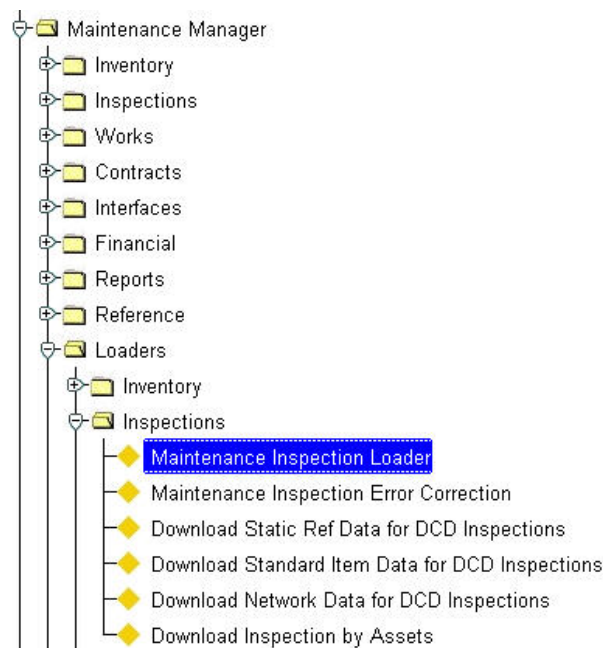 Maintenance Manager
Inventory
Inspections
Works
Contracts
Interfaces
Financial
Reports
Reference
Loaders
Inventory
Inspections
Maintenance Inspection Loader
Maintenance Inspection Error Correction
Download Static Ref Data for DCD Inspections
Download Standard Item Data for DCD Inspections
Download Network Data for DCD Inspections
Download Inspection by Assets